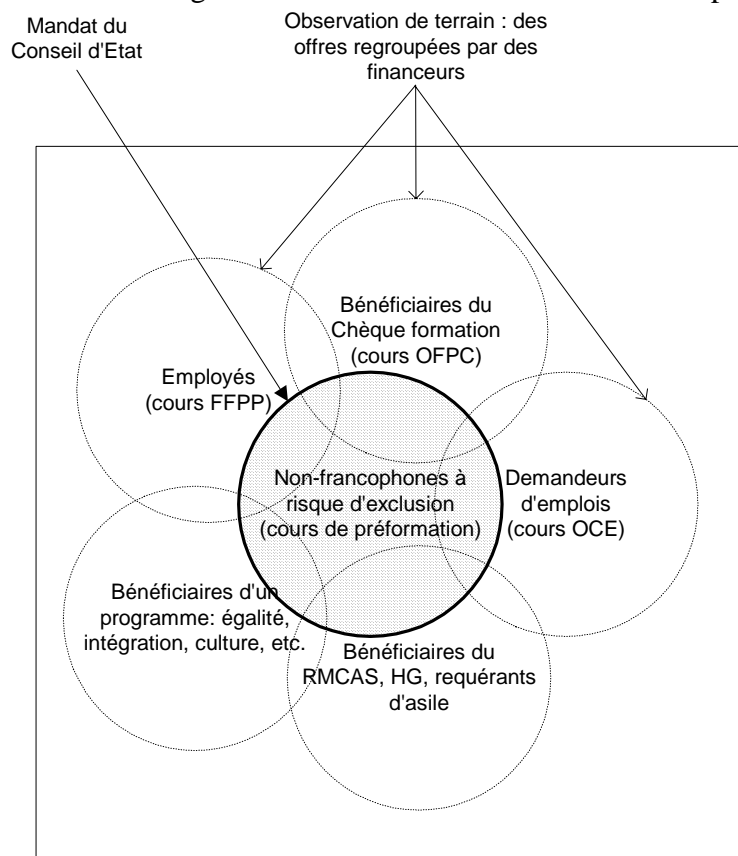 Mandat du
Conseil d'Etat
Observation de terrain : des
offres regroupées par des
financeurs
Bénéficiaires du
Chèque formation
(cours OFPC)
Employés
(cours FFPP)
Non-francophones à
risque d'exclusion
(cours de préformation)
Demandeurs
d'emplois
(cours OCE)
Bénéficiaires d'un
programme: égalité,
intégration, culture, etc.
Bénéficiaires du
RMCAS, HG, requérants
d'asile